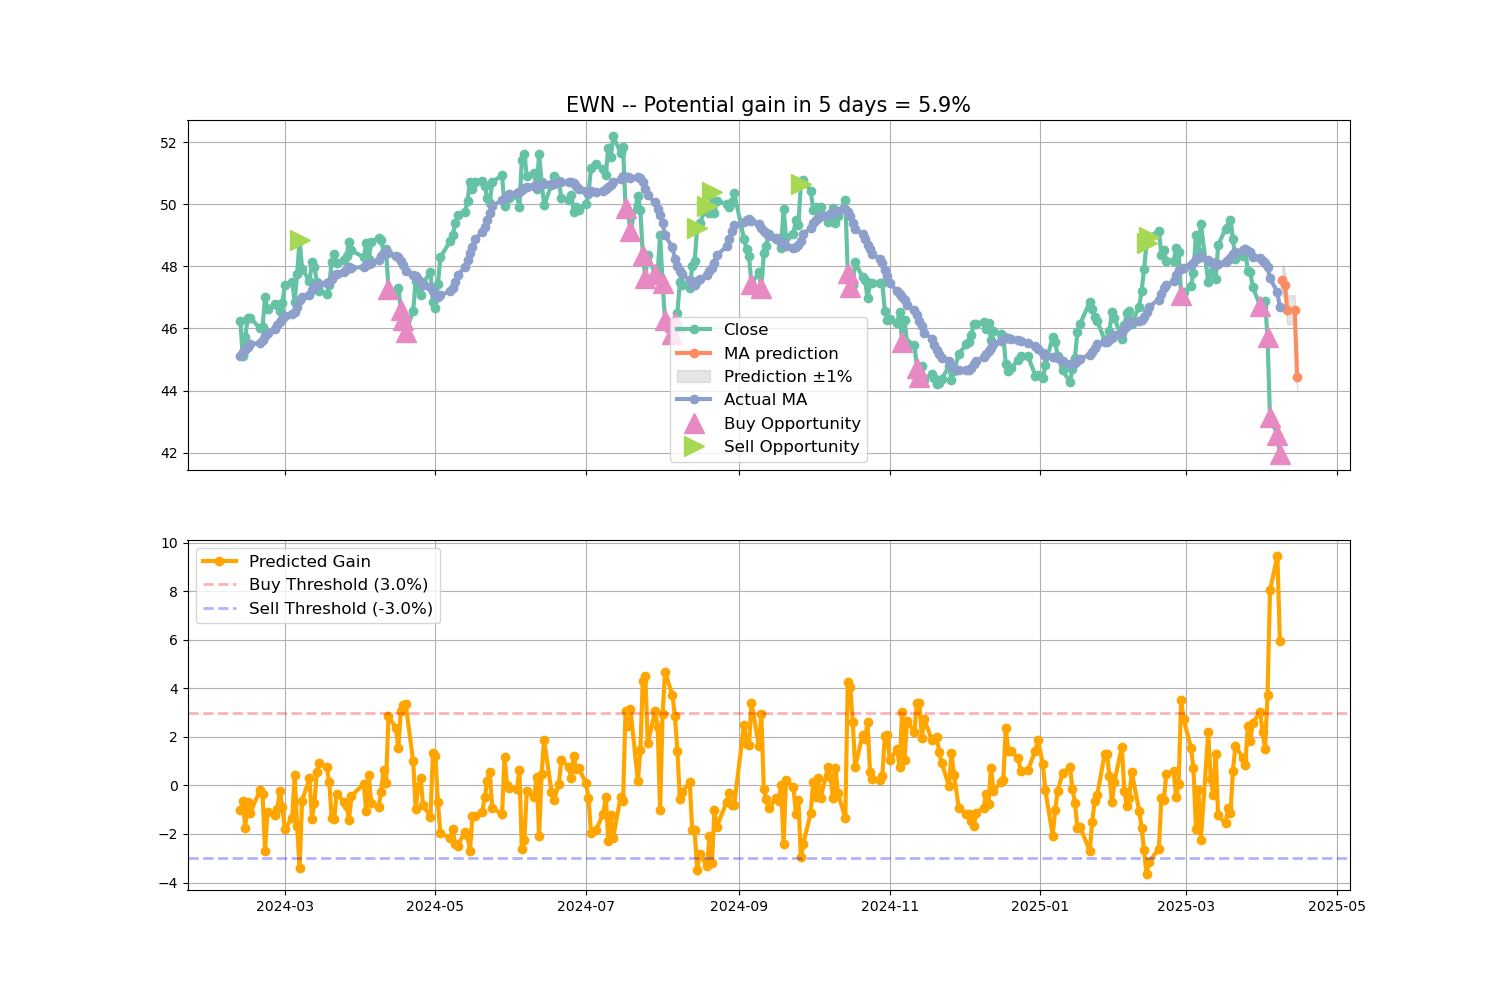 EWN -- Potential gain in 5 days = 5.9%
52
50
48
46
44
42
Close
MA prediction
Prediction ±1%
Actual MA
Buy Opportunity
Sell Opportunity
10
8
6
4
2
0
−2
−4
Predicted Gain
Buy Threshold (3.0%)
Sell Threshold (-3.0%)
2024-03
2024-05
2024-07
2024-09
2024-11
2025-01
2025-03
2025-05